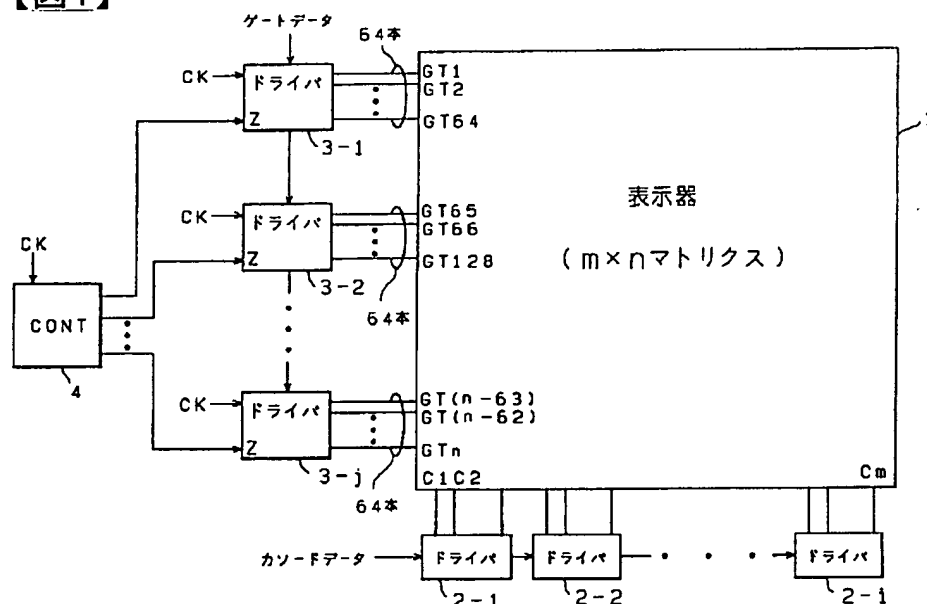 【図1】
ゲートデータ
64本
CK
ドライバ
Z
3-1
GT1
GT2
GT64
CK
ドライバ
Z
3-2
GT65
GT66
GT128
64本
表示器
(m×nマトリクス)
CK
CONT
4
CK
ドライバ
Z
3-j
GT(n-63)
GT(n-62)
GTn
64本
C1C2
Cm
カソードデータ
ドライバ
2-1
ドライバ
2-2
ドライバ
2-i